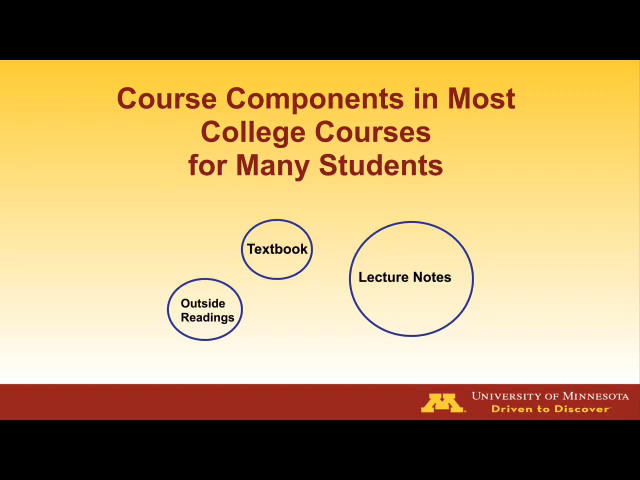 Course Components in Most
College Courses
for Many Students
Textbook
Lecture Notes
Outside
Readings
M
UNIVERSITY OF MINNESOTA
Driven to Discover